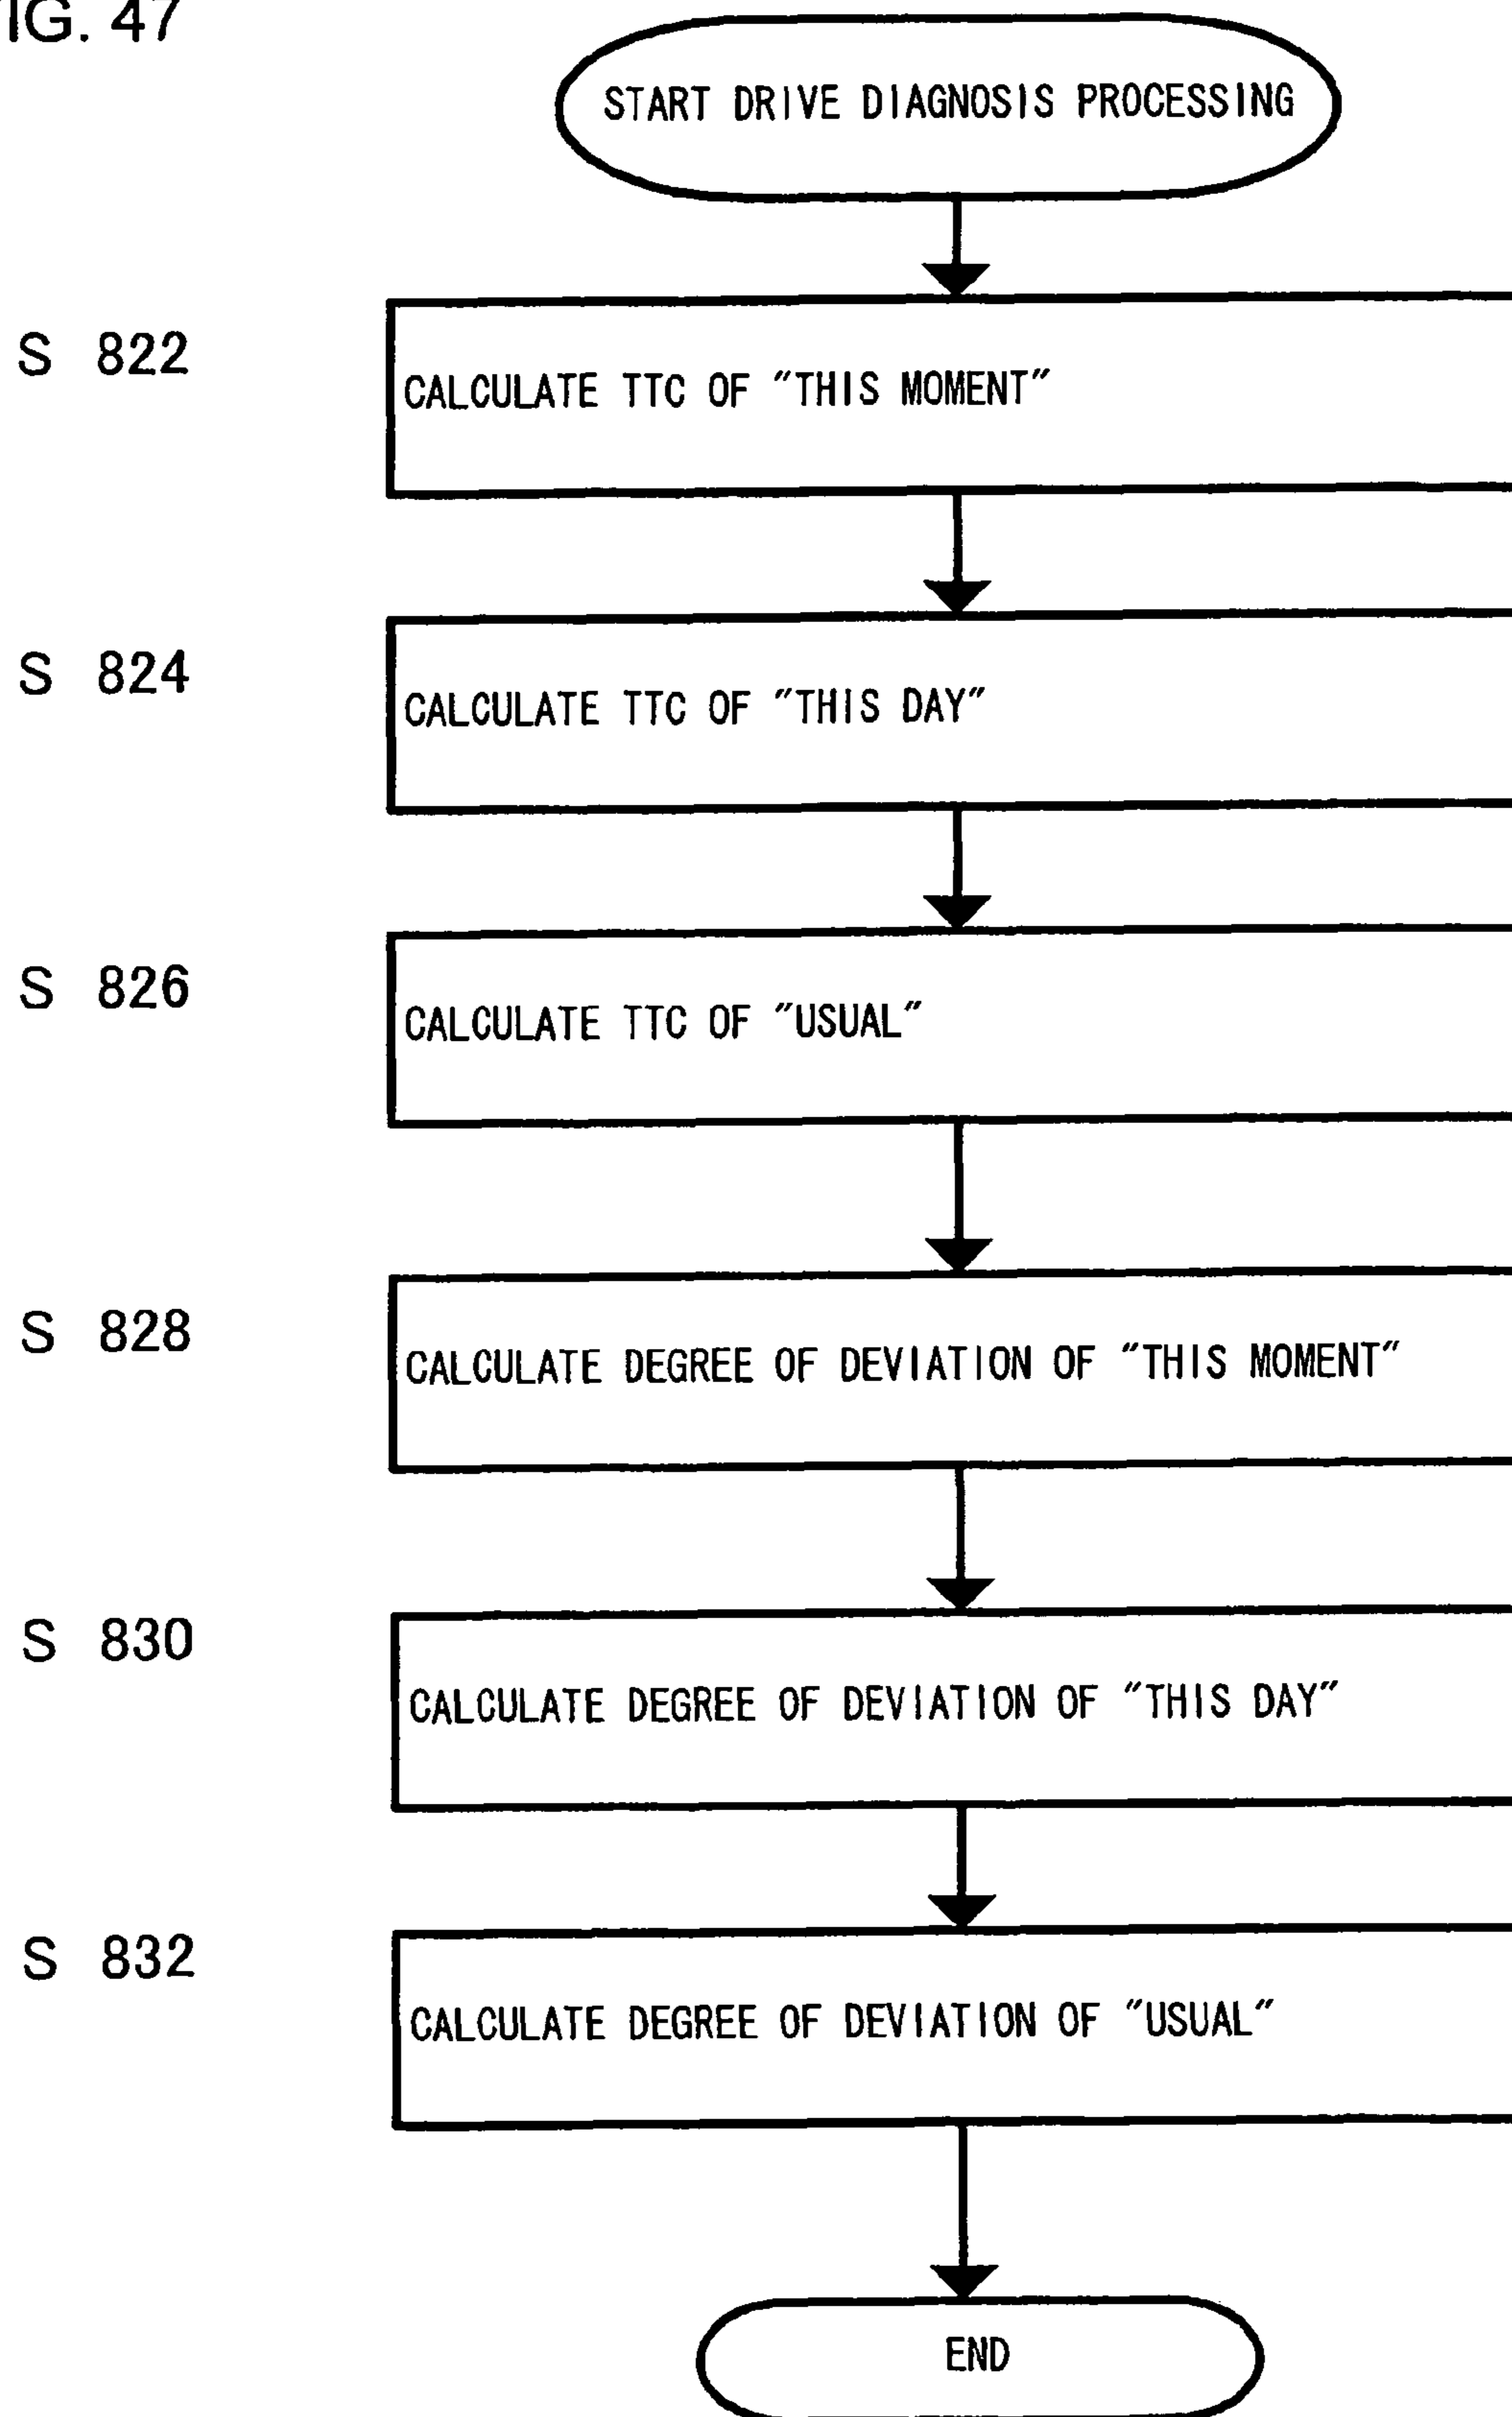 IG. 47
START DRIVE DIAGNOSIS PROCESSING
S 822
CALCULATE TTC OF "THIS MOMENT"
S 824
CALCULATE TTC OF "THIS DAY"
S 826
CALCULATE TTC OF "USUAL"
S 828
CALCULATE DEGREE OF DEVIATION OF "THIS MOMENT"
S 830
CALCULATE DEGREE OF DEVIATION OF "THIS DAY"
S 832
CALCULATE DEGREE OF DEVIATION OF "USUAL"
END